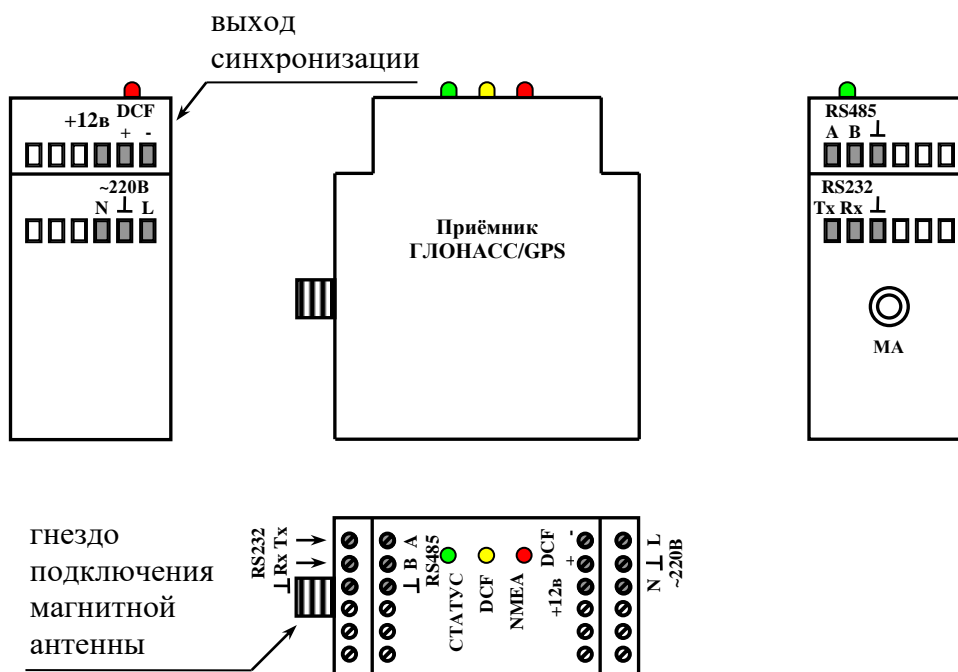 выход
синхронизации
DCF
+12в
+ -
~220В
N ⊥ L
Приёмник
ГЛОНАСС/GPS
RS485
A B ⊥
RS232
Tx Rx ⊥
МА
гнездо
подключения
магнитной
антенны
RS232
⊥ Rx Tx
⊥ B A
RS485
СТАТУС
DCF
NMEA
DCF
+ -
+12в
N ⊥ L
~220В